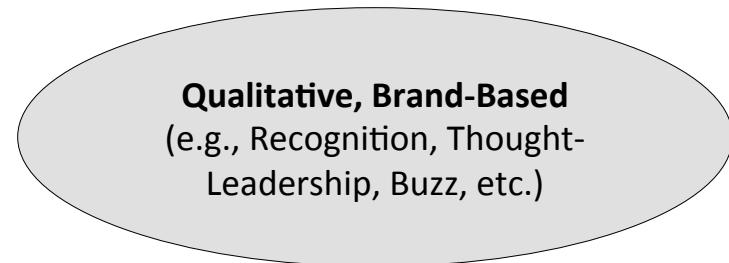 Qualitative, Brand-Based
(e.g., Recognition, Thought-
Leadership, Buzz, etc.)